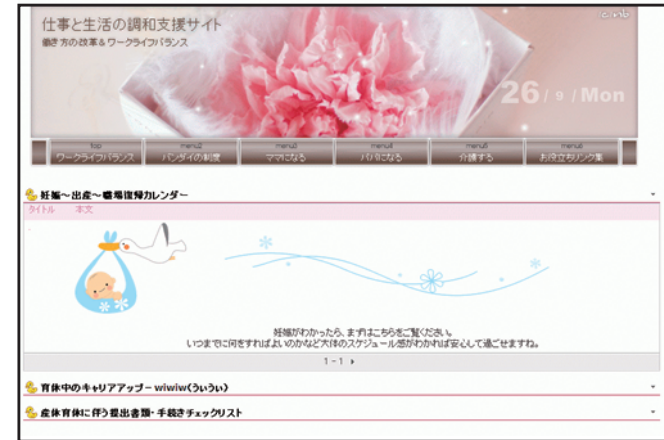 仕事と生活の調和支援サイト
働き方の改革&ワークライフバランス
26 / 9 / Mon
top menu2 menu3 menu4 menu5 menu6
ワークライフバランス バンダイの制度 ママになる パパになる 介護する お役立ちリンク集
妊娠〜出産〜職場復帰カレンダー
タイトル 本文
妊娠がわかったら、まずはこちらをご覧ください。
いつまでに何をすればよいのかなど大体のスケジュール感がわかれば安心して過ごせますね。
1 - 1
育休中のキャリアアップ - wiwiw(うぃうぃ)
産休育休に伴う提出書類・手続きチェックリスト